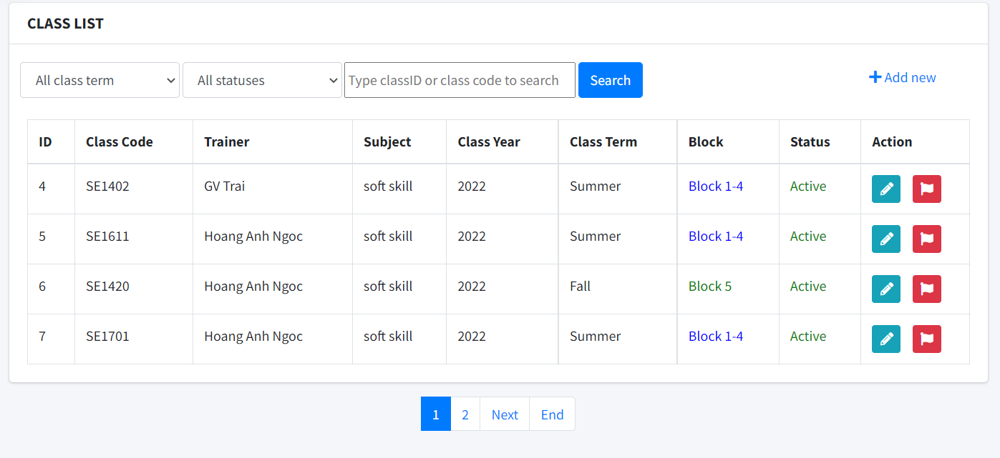 CLASS LIST
All class term All statuses Type classID or class code to search Search Add new
ID Class Code Trainer Subject Class Year Class Term Block Status Action
4 SE1402 GV Trai soft skill 2022 Summer Block 1-4 Active
5 SE1611 Hoang Anh Ngoc soft skill 2022 Summer Block 1-4 Active
6 SE1420 Hoang Anh Ngoc soft skill 2022 Fall Block 5 Active
7 SE1701 Hoang Anh Ngoc soft skill 2022 Summer Block 1-4 Active
1 2 Next End